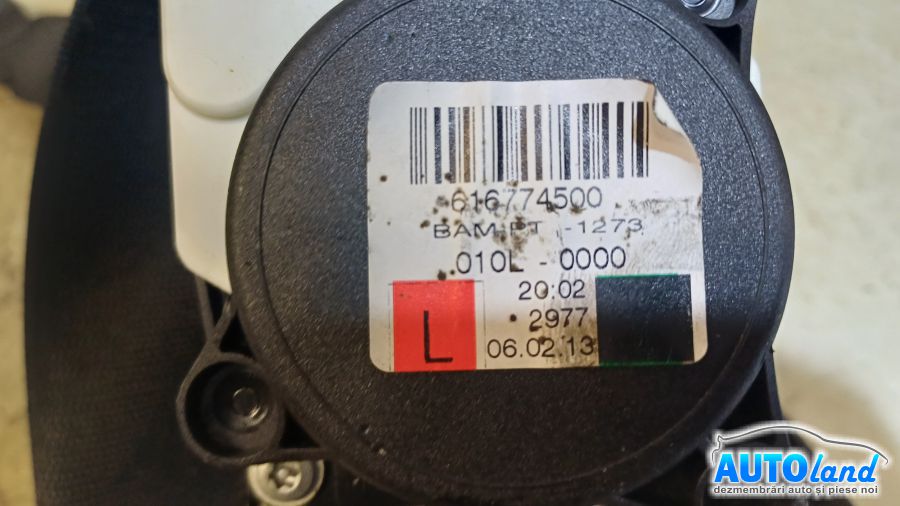 616774500
BAM-PT -1273
010L - 0000
20:02
2977
L
06.02.13
AUTOland
dezmembrări auto și piese noi